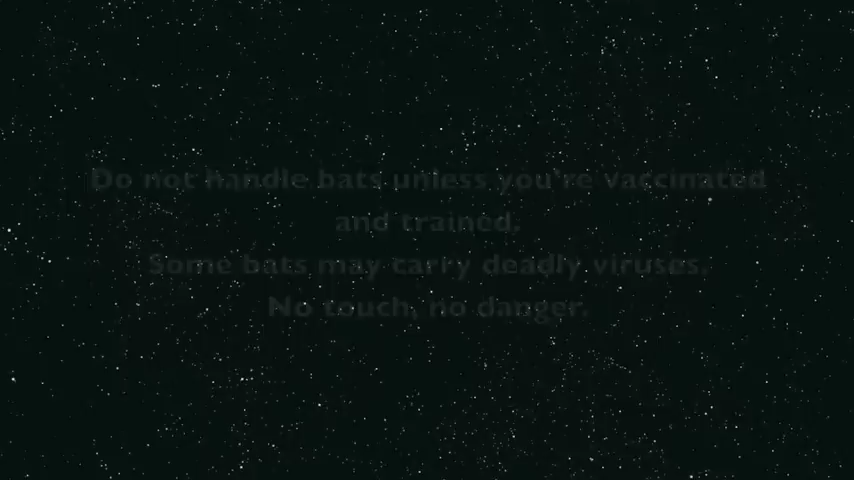 Do not handle bats unless you're vaccinated
and trained.
Some bats may carry deadly viruses.
No touch, no danger.